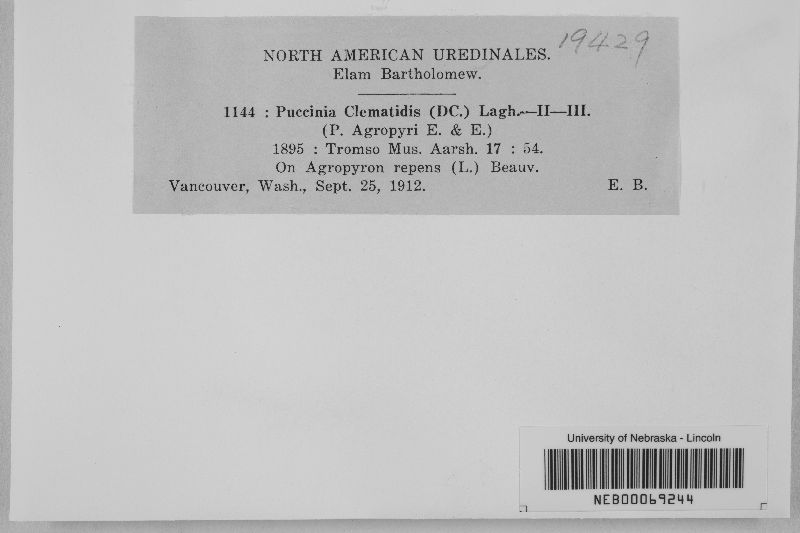 19429
NORTH AMERICAN UREDINALES.
Elam Bartholomew.
1144 : Puccinia Clematidis (DC.) Lagh.—II—III.
(P. Agropyri E. & E.)
1895 : Tromso Mus. Aarsh. 17 : 54.
On Agropyron repens (L.) Beauv.
Vancouver, Wash., Sept. 25, 1912. E. B.
University of Nebraska - Lincoln
NEB00069244